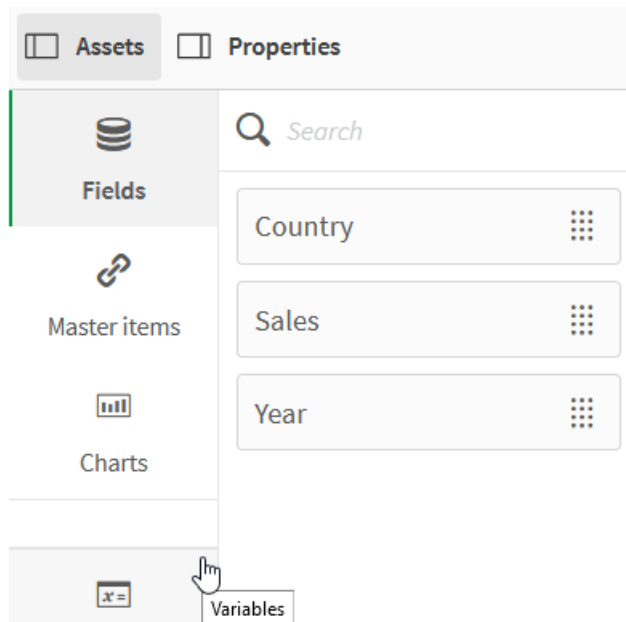 Assets Properties
Search
Fields
Country
Master items
Sales
Year
Charts
x=
Variables